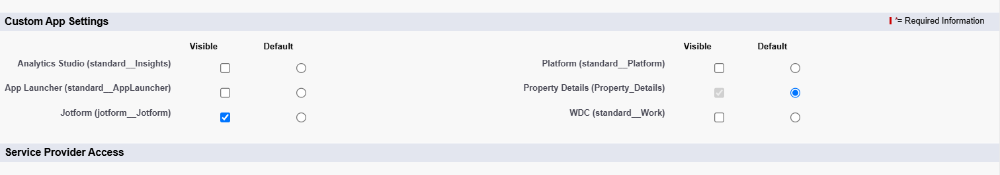 Custom App Settings
*= Required Information
Visible Default Visible Default
Analytics Studio (standard__Insights) Platform (standard__Platform)
App Launcher (standard__AppLauncher) Property Details (Property_Details)
Jotform (jotform__Jotform) WDC (standard__Work)
Service Provider Access